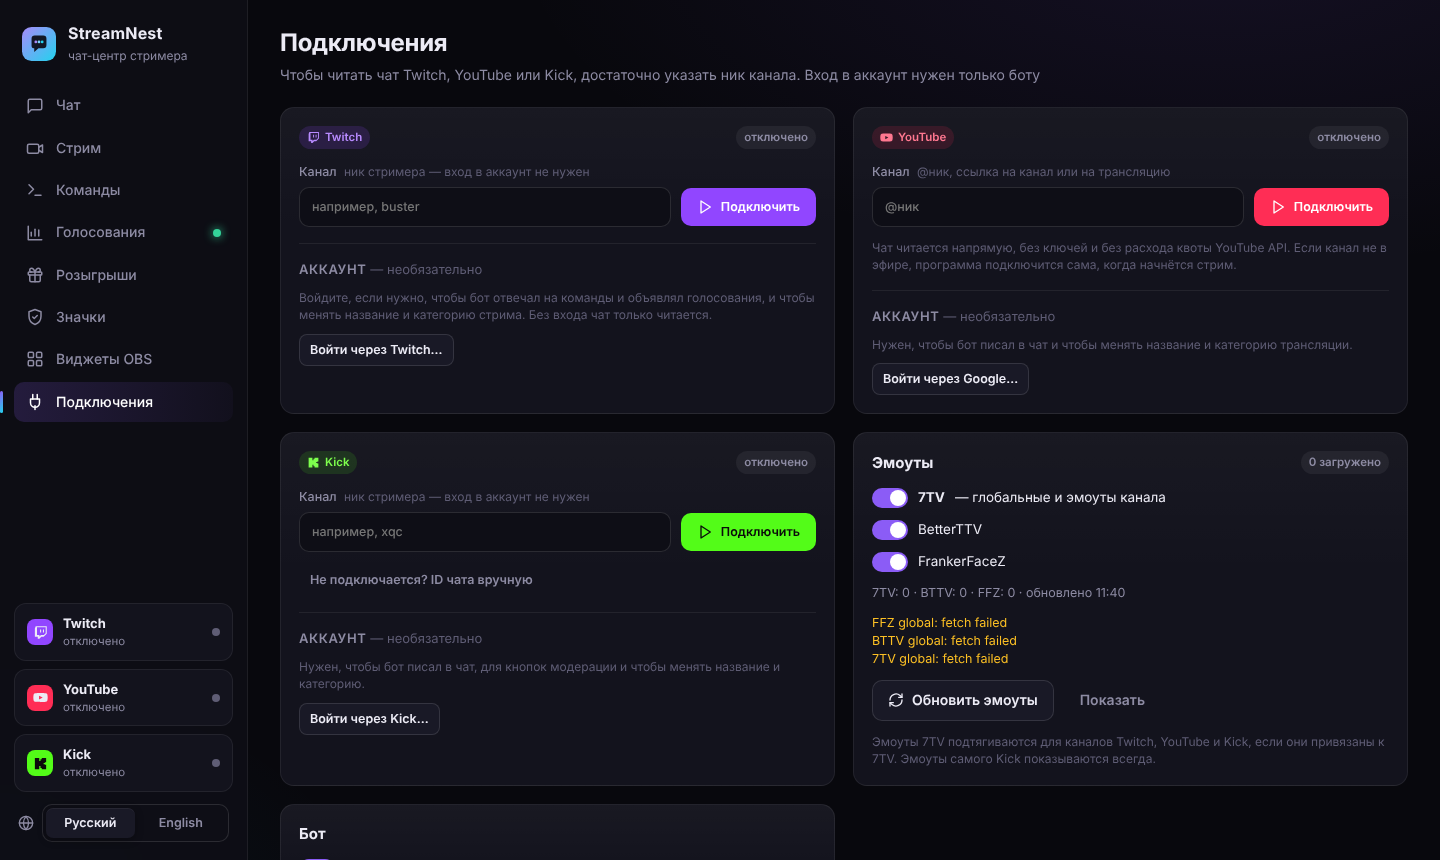 StreamNest
чат-центр стримера
Чат
Стрим
Команды
Голосования
Розыгрыши
Значки
Виджеты OBS
Подключения
Twitch
отключено
YouTube
отключено
Kick
отключено
Русский
English
Подключения
Чтобы читать чат Twitch, YouTube или Kick, достаточно указать ник канала. Вход в аккаунт нужен только боту
Twitch
отключено
Канал ник стримера — вход в аккаунт не нужен
например, buster
Подключить
АККАУНТ — необязательно
Войдите, если нужно, чтобы бот отвечал на команды и объявлял голосования, и чтобы
менять название и категорию стрима. Без входа чат только читается.
Войти через Twitch...
YouTube
отключено
Канал @ник, ссылка на канал или на трансляцию
@ник
Подключить
Чат читается напрямую, без ключей и без расхода квоты YouTube API. Если канал не в
эфире, программа подключится сама, когда начнётся стрим.
АККАУНТ — необязательно
Нужен, чтобы бот писал в чат и чтобы менять название и категорию трансляции.
Войти через Google...
Kick
отключено
Канал ник стримера — вход в аккаунт не нужен
например, xqc
Подключить
Не подключается? ID чата вручную
АККАУНТ — необязательно
Нужен, чтобы бот писал в чат, для кнопок модерации и чтобы менять название и
категорию.
Войти через Kick...
Эмоуты
0 загружено
7TV — глобальные и эмоуты канала
BetterTTV
FrankerFaceZ
7TV: 0 · BTTV: 0 · FFZ: 0 · обновлено 11:40
FFZ global: fetch failed
BTTV global: fetch failed
7TV global: fetch failed
Обновить эмоуты
Показать
Эмоуты 7TV подтягиваются для каналов Twitch, YouTube и Kick, если они привязаны к
7TV. Эмоуты самого Kick показываются всегда.
Бот